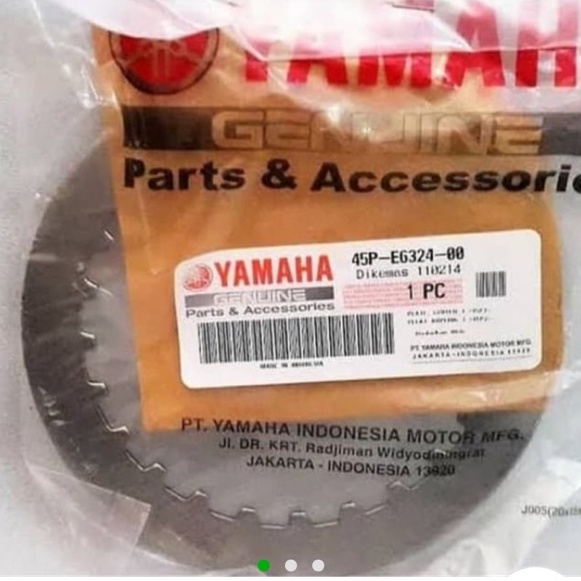 YAMAH
GENUINE
Parts & Accessorie
YAMAHA
GENUINE
Parts & Accessories
45P-E6324-00
Dikemas 110214
1 PC
PT. YAMAHA INDONESIA MOTOR MFG.
JAKARTA-INDONESIA 13920
MADE IN INDONESIA
PT. YAMAHA INDONESIA MOTOR MFG.
Jl. DR. KRT. Radjiman Widyodiningrat
JAKARTA - INDONESIA 13920